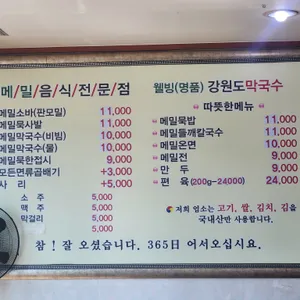 메/밀/음/식/전/문/점
메밀소바(판모밀) 11,000
메밀묵사발 11,000
메밀막국수(비빔) 10,000
메밀막국수(물) 10,000
메밀묵한접시 9,000
모든면류곱배기 +3,000
사 리 +5,000
소 주 5,000
맥 주 5,000
막걸리 5,000
5,000
웰빙(명품) 강원도막국수
- 따뜻한메뉴 -
메밀묵밥 11,000
메밀들깨칼국수 11,000
메밀온면 10,000
메밀전 9,000
만 두 9,000
편 육 (200g-24000) 24,000
저희 업소는 고기, 쌀, 김치, 김을
국내산만 사용합니다.
참! 잘 오셨습니다. 365日 어서오십시요.